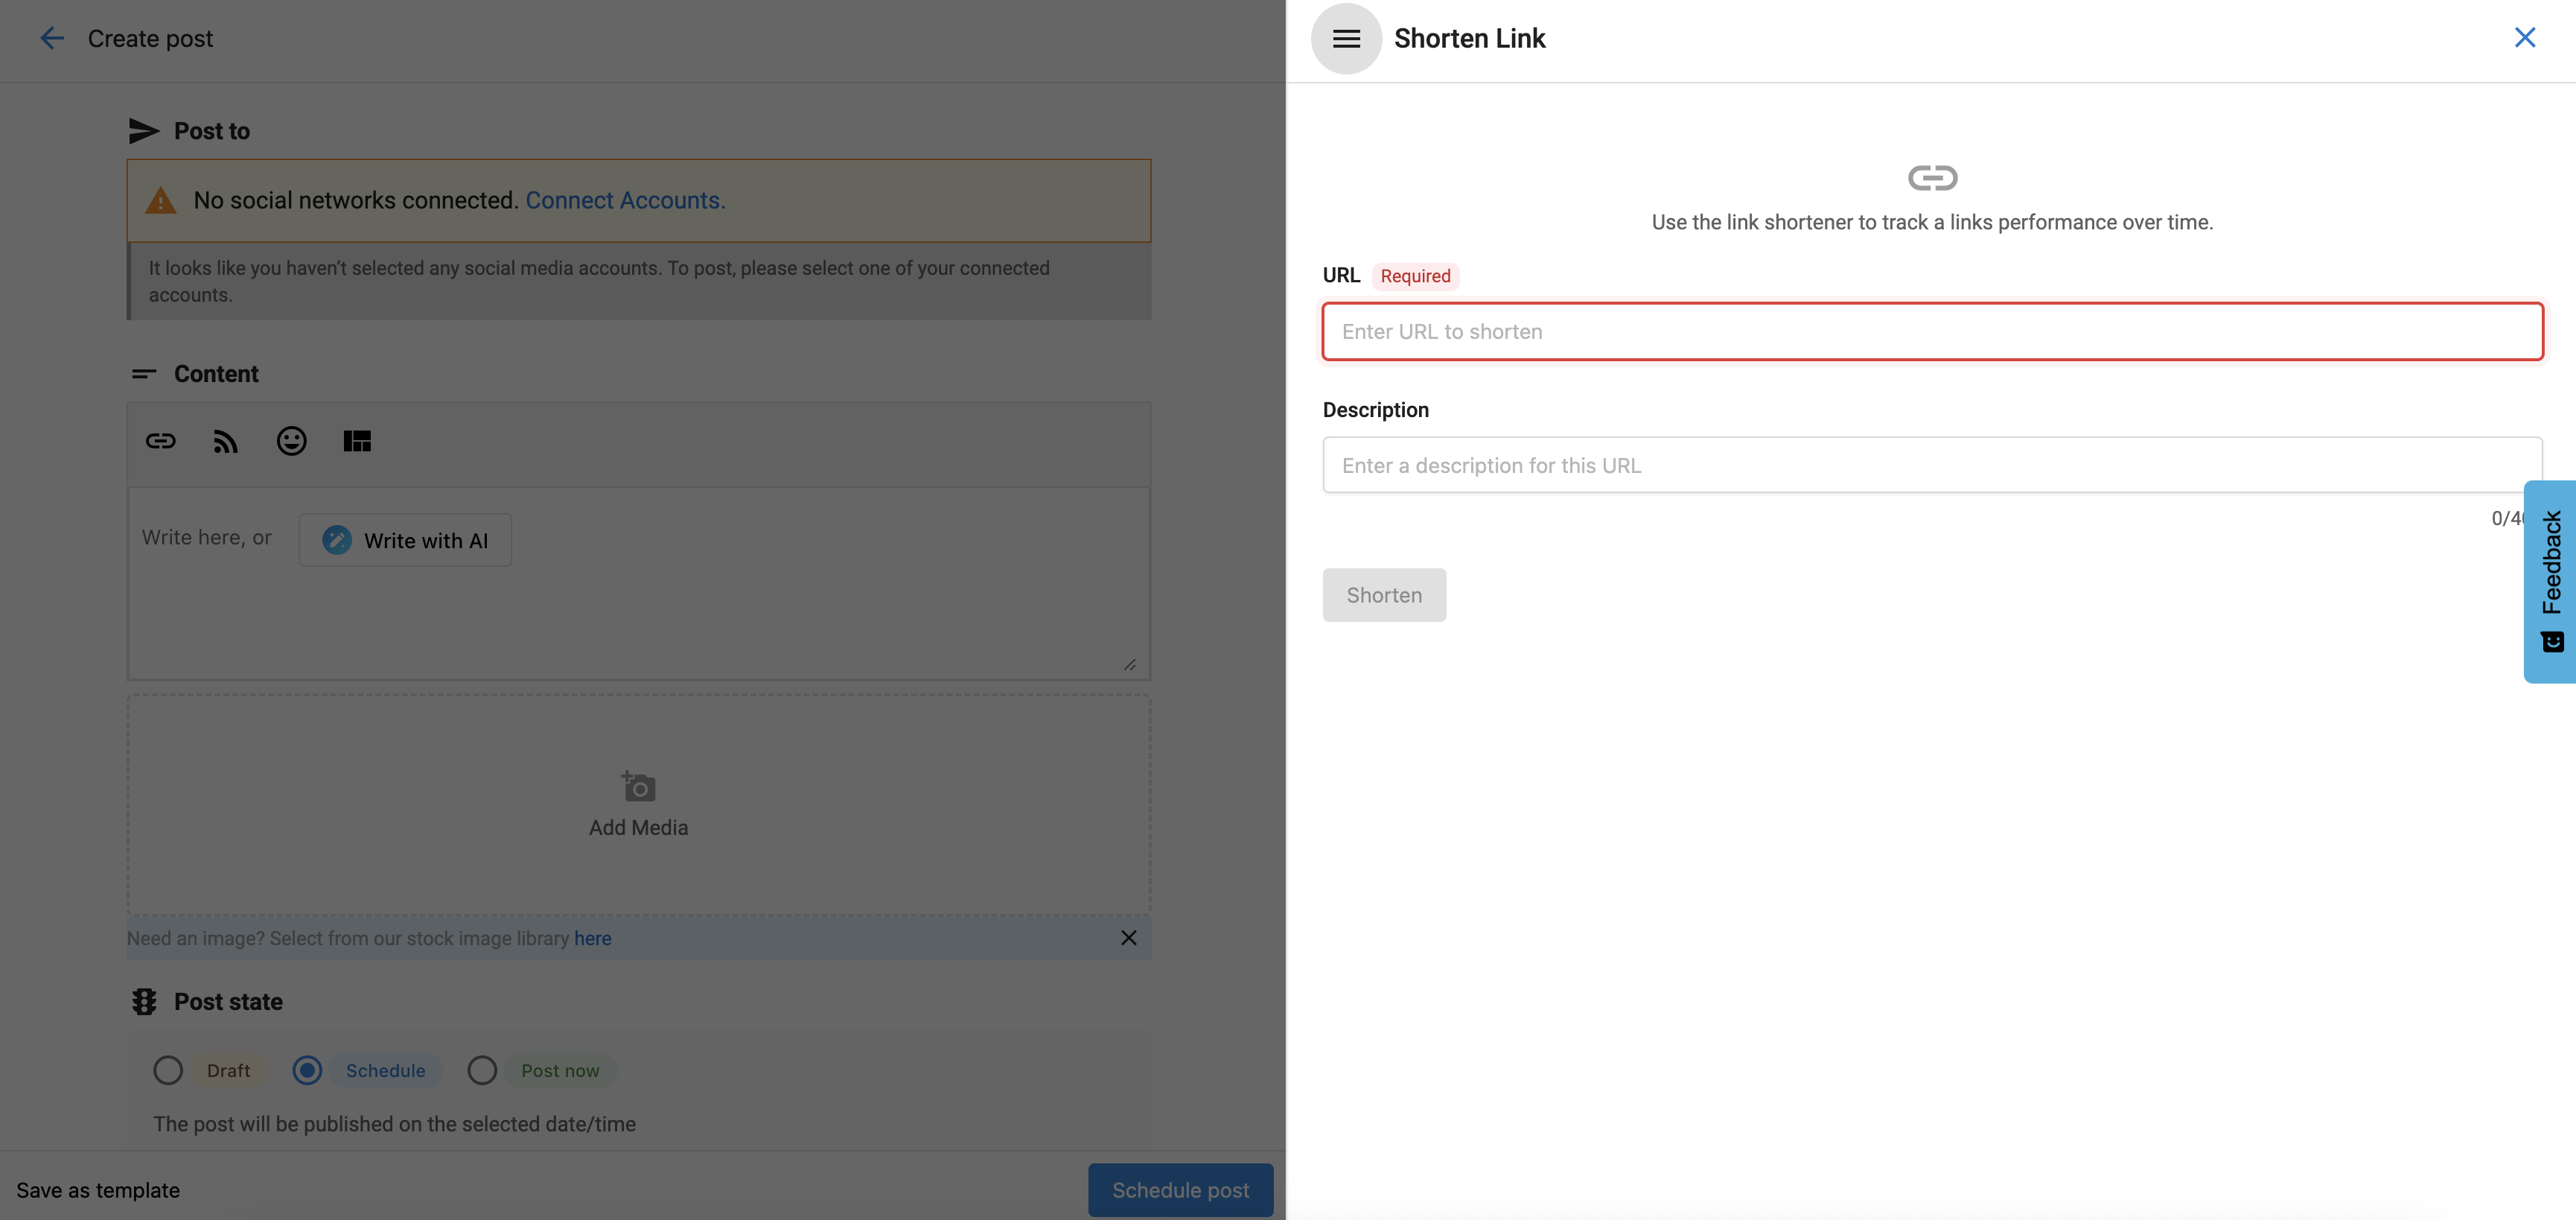 Create post
Post to
No social networks connected. Connect Accounts.
It looks like you haven't selected any social media accounts. To post, please select one of your connected
accounts.
Content
Write here, or
Write with AI
Add Media
Need an image? Select from our stock image library here
Post state
Draft
Schedule
Post now
The post will be published on the selected date/time
Save as template
Schedule post
Shorten Link
Use the link shortener to track a links performance over time.
URL
Required
Enter URL to shorten
Description
Enter a description for this URL
Shorten
Feedback